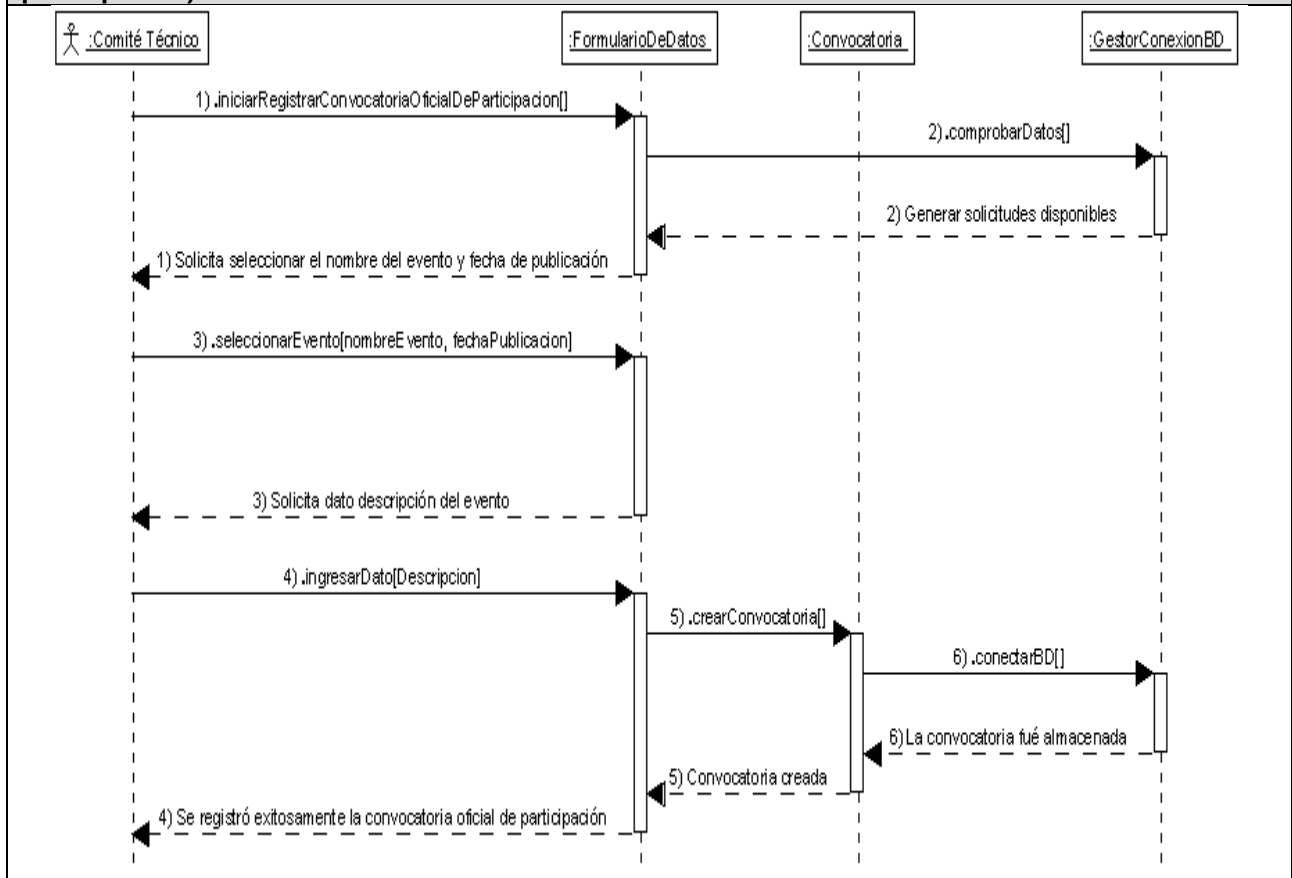 :Comité Técnico
:FormularioDeDatos
:Convocatoria
:GestorConexionBD
1) .iniciarRegistrarConvocatoriaOficialDeParticipacion[]
2) .comprobarDatos[]
2) Generar solicitudes disponibles
1) Solicita seleccionar el nombre del evento y fecha de publicación
3) .seleccionarEvento[nombreEvento, fechaPublicacion]
3) Solicita dato descripción del evento
4) .ingresarDato[Descripcion]
5) .crearConvocatoria[]
6) .conectarBD[]
6) La convocatoria fué almacenada
5) Convocatoria creada
4) Se registró exitosamente la convocatoria oficial de participación